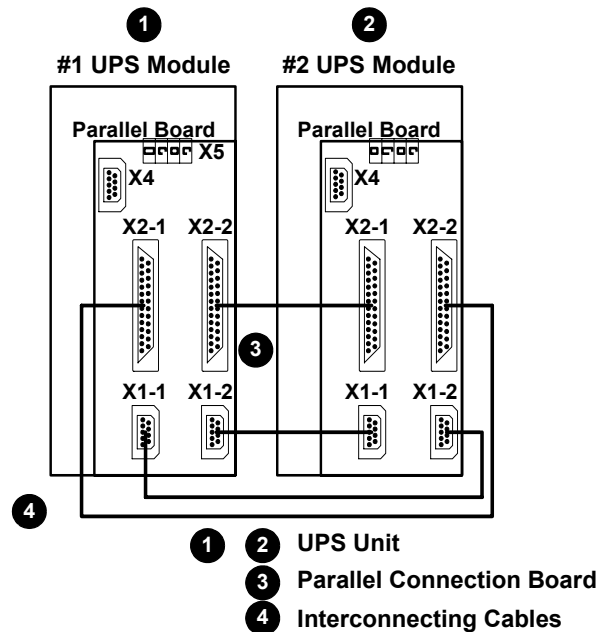 1 2
#1 UPS Module #2 UPS Module
Parallel Board Parallel Board
X5
X4 X4
X2-1 X2-2 X2-1 X2-2
3
X1-1 X1-2 X1-1 X1-2
4
1 2 UPS Unit
3 Parallel Connection Board
4 Interconnecting Cables